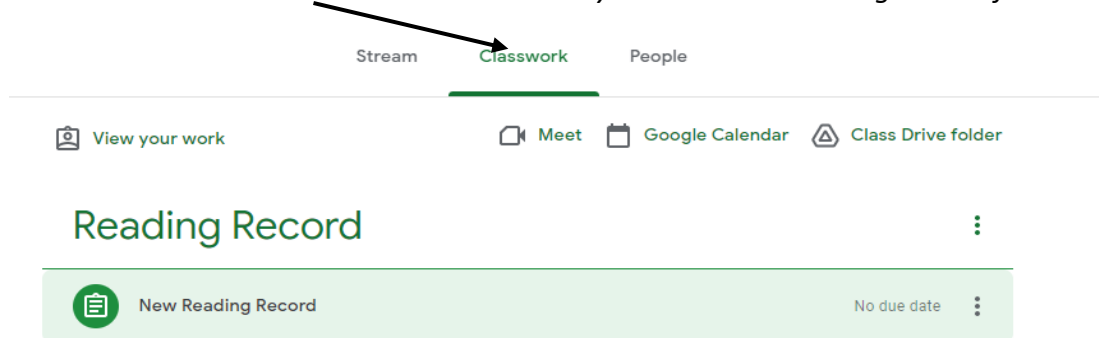 Stream Classwork People
View your work Meet Google Calendar Class Drive folder
Reading Record
New Reading Record No due date